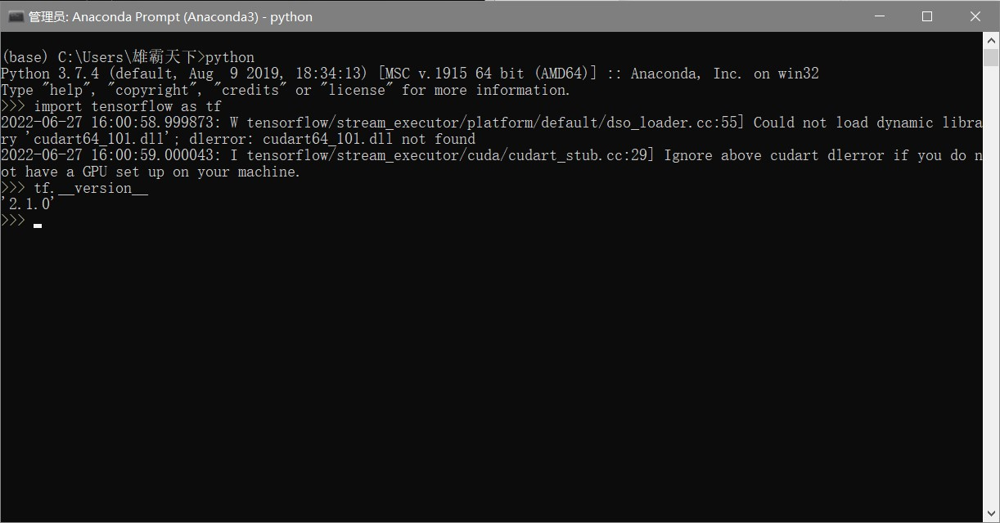 管理员: Anaconda Prompt (Anaconda3) - python
(base) C:\Users\雄霸天下>python
Python 3.7.4 (default, Aug  9 2019, 18:34:13) [MSC v.1915 64 bit (AMD64)] :: Anaconda, Inc. on win32
Type "help", "copyright", "credits" or "license" for more information.
>>> import tensorflow as tf
2022-06-27 16:00:58.999873: W tensorflow/stream_executor/platform/default/dso_loader.cc:55] Could not load dynamic libra
ry 'cudart64_101.dll'; dlerror: cudart64_101.dll not found
2022-06-27 16:00:59.000043: I tensorflow/stream_executor/cuda/cudart_stub.cc:29] Ignore above cudart dlerror if you do n
ot have a GPU set up on your machine.
>>> tf.__version__
'2.1.0'
>>>